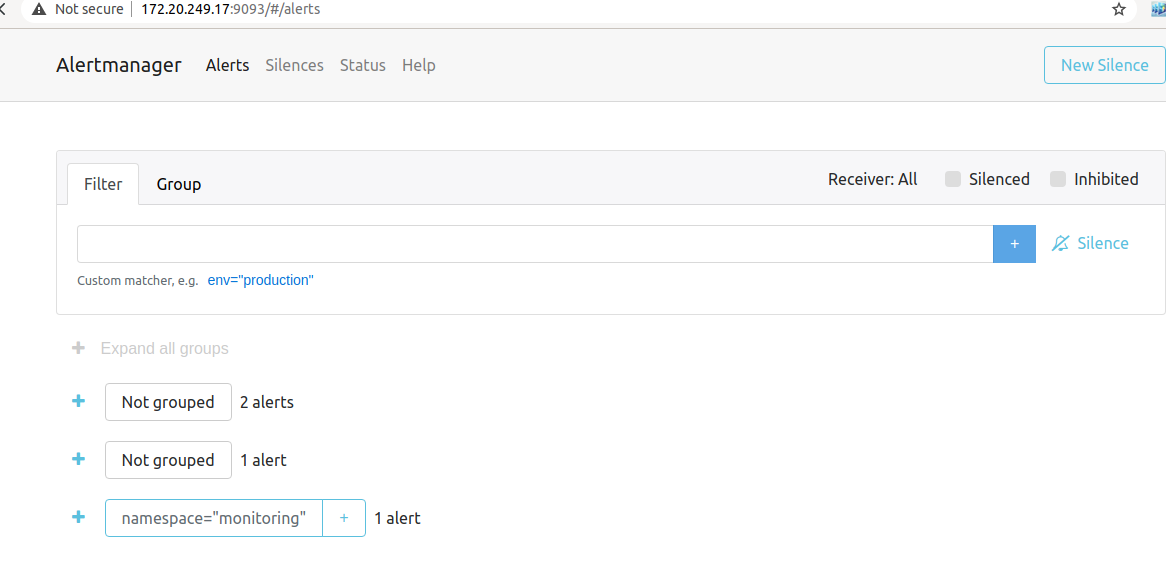 Not secure 172.20.249.17:9093/#/alerts
Alertmanager Alerts Silences Status Help New Silence
Filter Group Receiver: All Silenced Inhibited
+ Silence
Custom matcher, e.g. env="production"
+ Expand all groups
+ Not grouped 2 alerts
+ Not grouped 1 alert
+ namespace="monitoring" + 1 alert